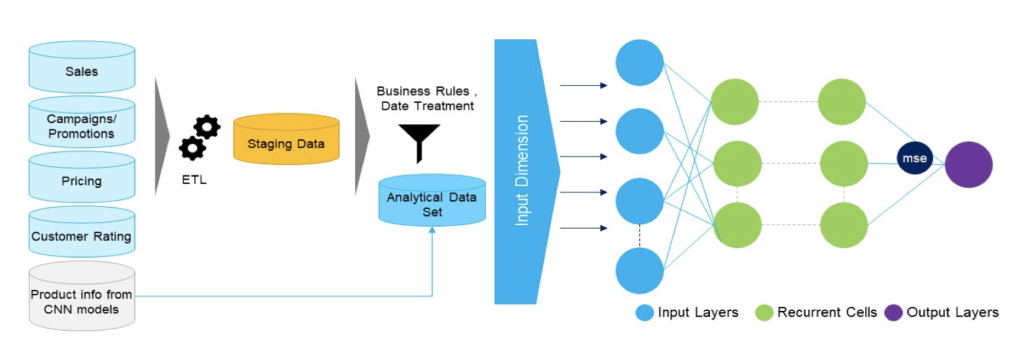 Sales
Campaigns/
Promotions
Pricing
Customer Rating
Product info from
CNN models
ETL
Staging Data
Business Rules ,
Date Treatment
Analytical Data
Set
Input Dimension
mse
Input Layers
Recurrent Cells
Output Layers